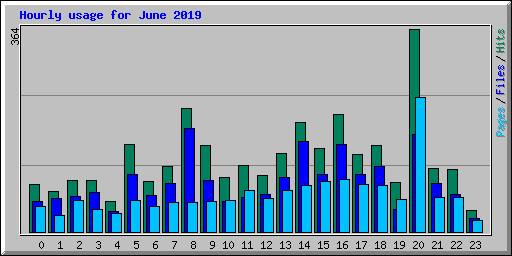 Hourly usage for June 2019
364
Pages / Files / Hits
0 1 2 3 4 5 6 7 8 9 10 11 12 13 14 15 16 17 18 19 20 21 22 23